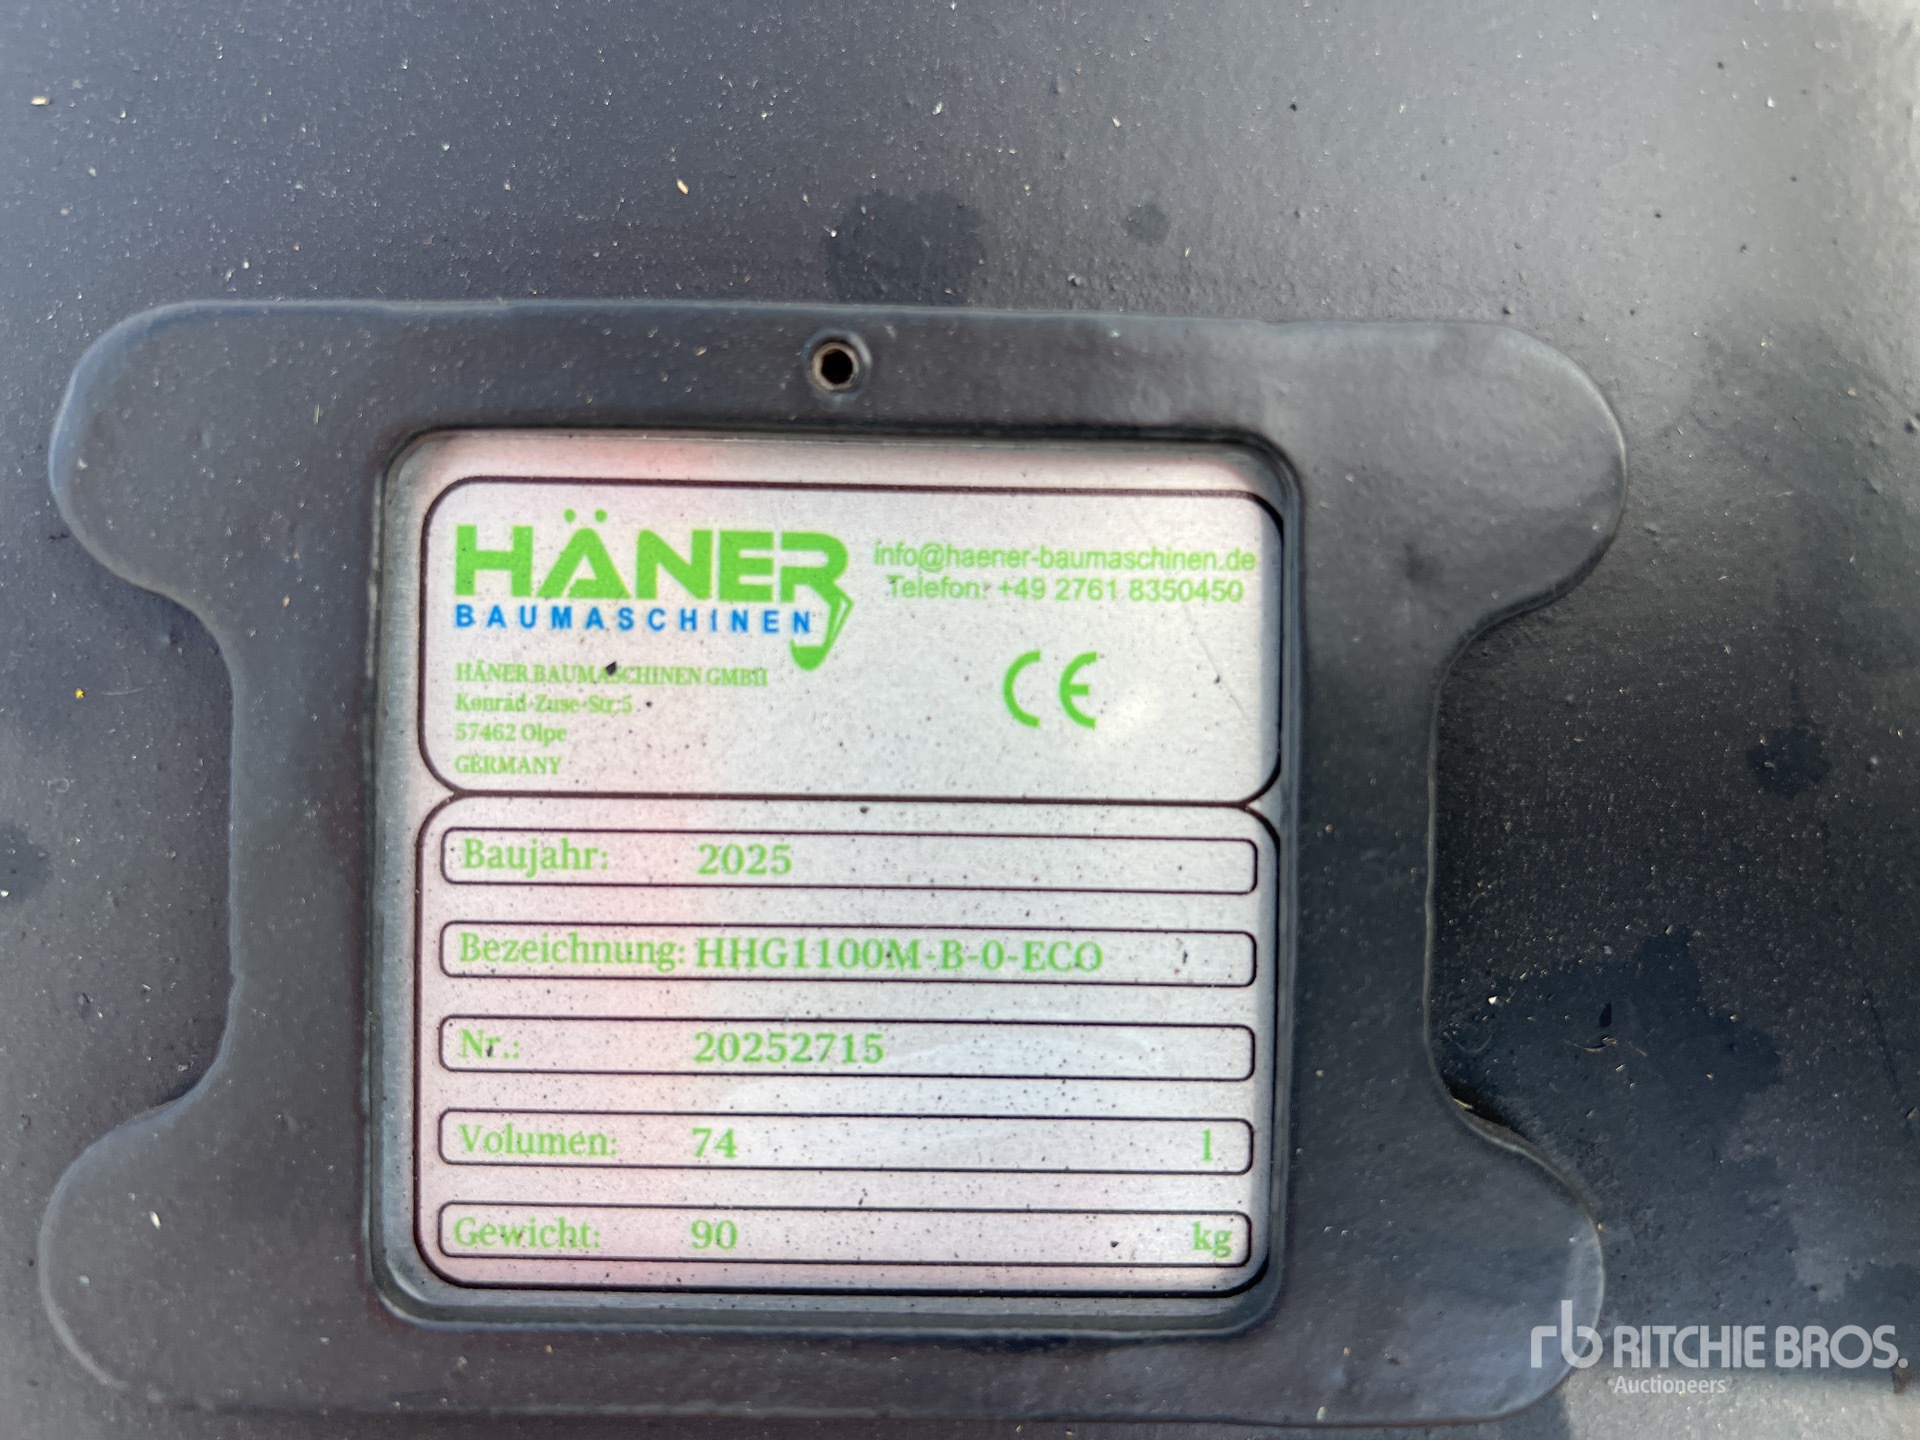 HÄNER
BAUMASCHINEN
info@haener-baumaschinen.de
Telefon: +49 2761 8350450
HÄNER BAUMASCHINEN GMBH
Konrad-Zuse-Str.5
57462 Olpe
GERMANY
CE
Baujahr: 2025
Bezeichnung: HHG1100M-B-0-ECO
Nr.: 20252715
Volumen: 74 l
Gewicht: 90 kg
rb RITCHIE BROS.
Auctioneers